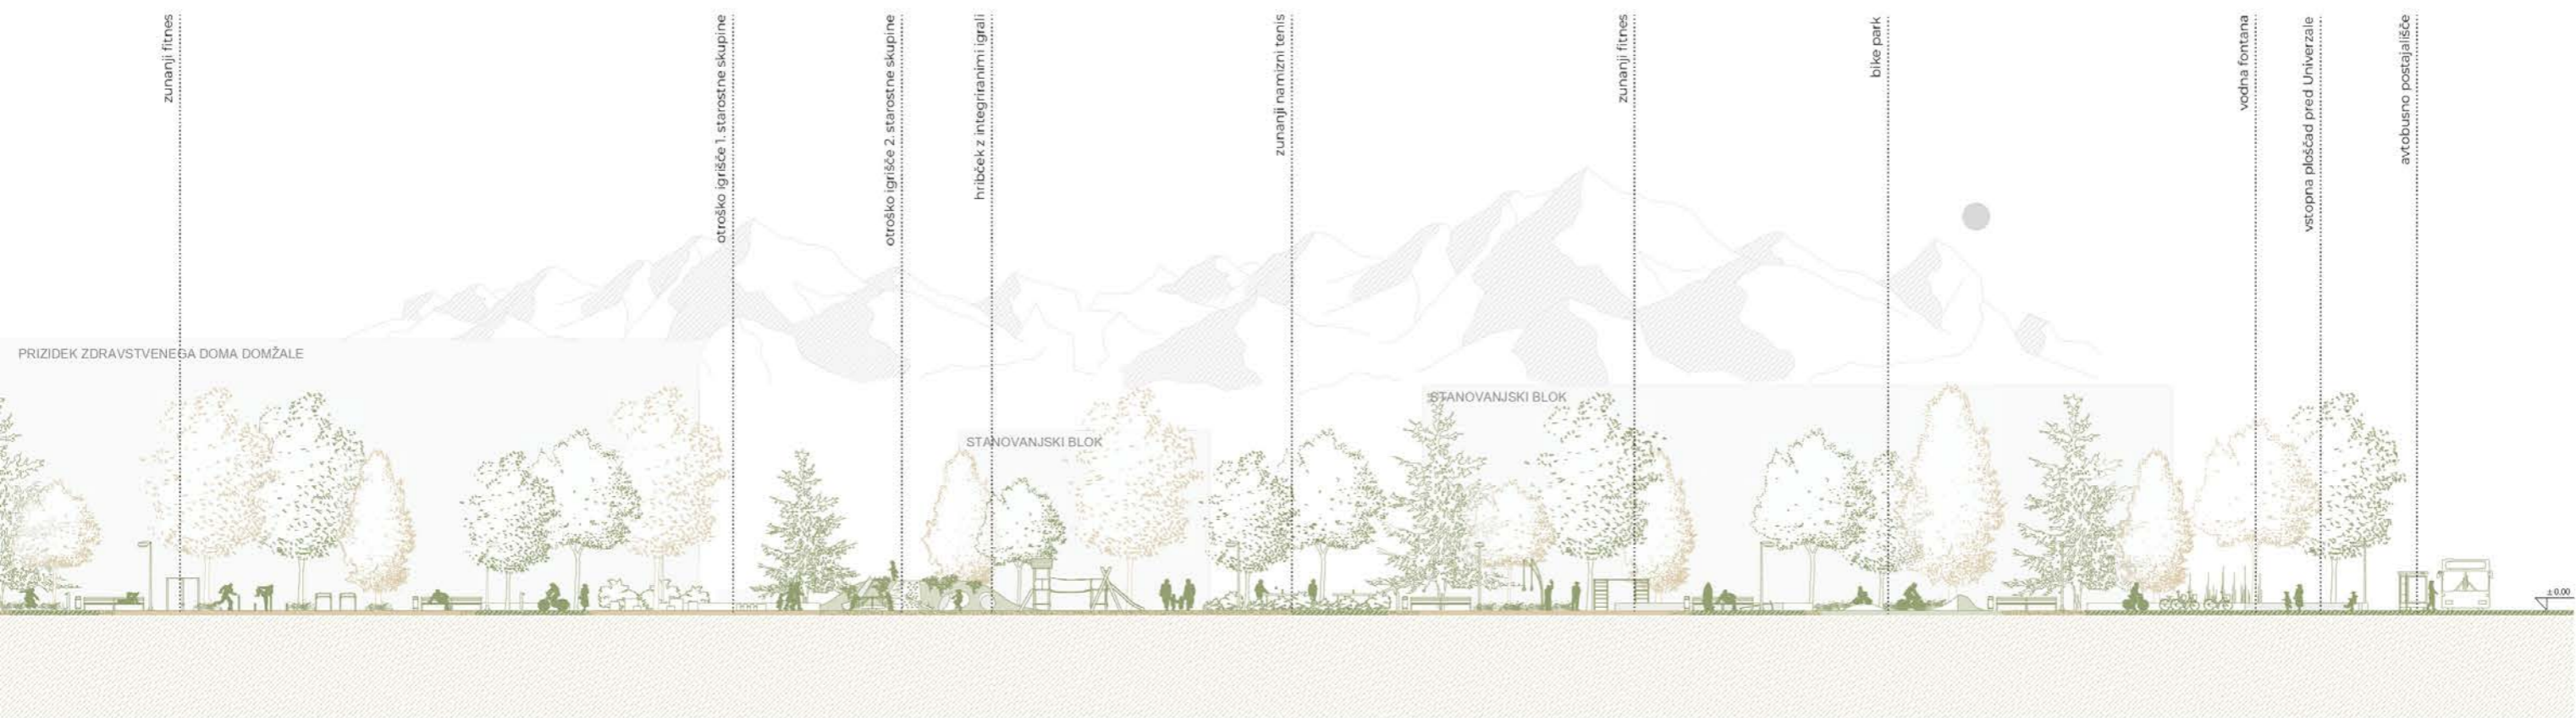 zunanji fitnes
otroško igrišče 1. starostne skupine
otroško igrišče 2. starostne skupine
hribček z integriranimi igrali
zunanji namizni tenis
zunanji fitnes
bike park
vodna fontana
vstopna ploščad pred Univerzale
avtobusno postajališče
PRIZIDEK ZDRAVSTVENEGA DOMA DOMŽALE
STANOVANJSKI BLOK
STANOVANJSKI BLOK
±0.00